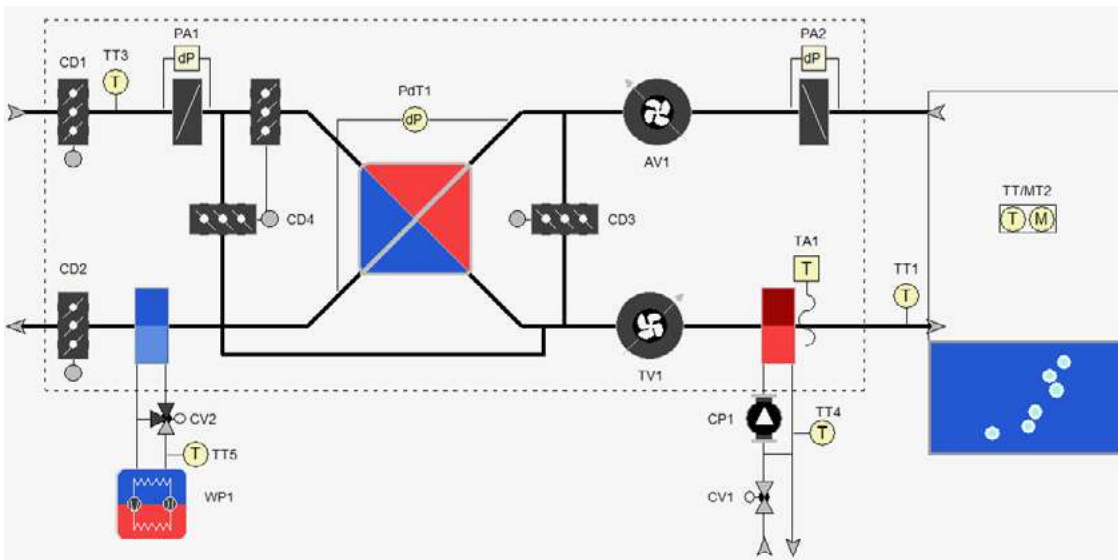 PA1
PA2
CD1
TT3
dP
dP
T
PdT1
dP
AV1
TT/MT2
T M
CD4
CD3
CD2
TA1
T
TT1
T
TV1
CV2
CP1
TT4
T
T
TT5
WP1
CV1